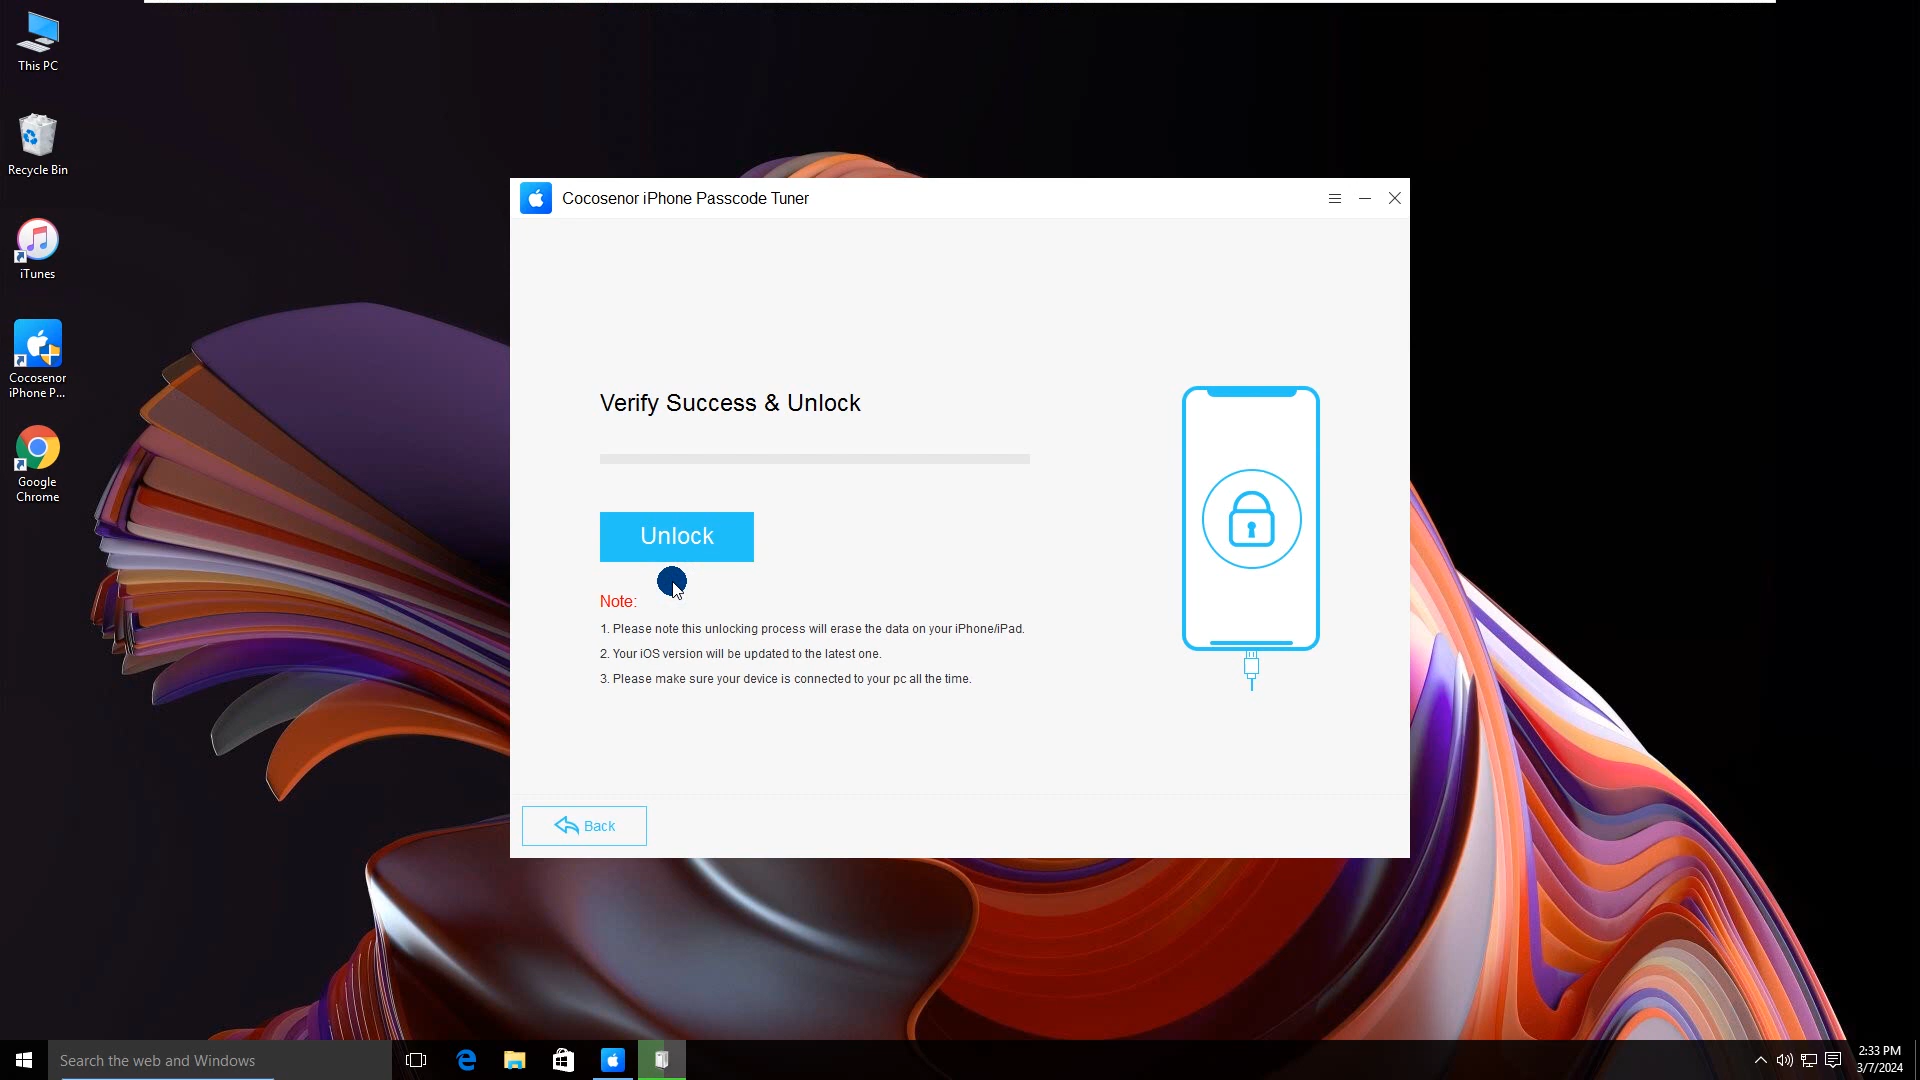 This PC
Recycle Bin
iTunes
Cocosenor
iPhone P...
Google
Chrome
Cocosenor iPhone Passcode Tuner
Verify Success & Unlock
Unlock
Note:
1. Please note this unlocking process will erase the data on your iPhone/iPad.
2. Your iOS version will be updated to the latest one.
3. Please make sure your device is connected to your pc all the time.
Back
Search the web and Windows
2:33 PM
3/7/2024